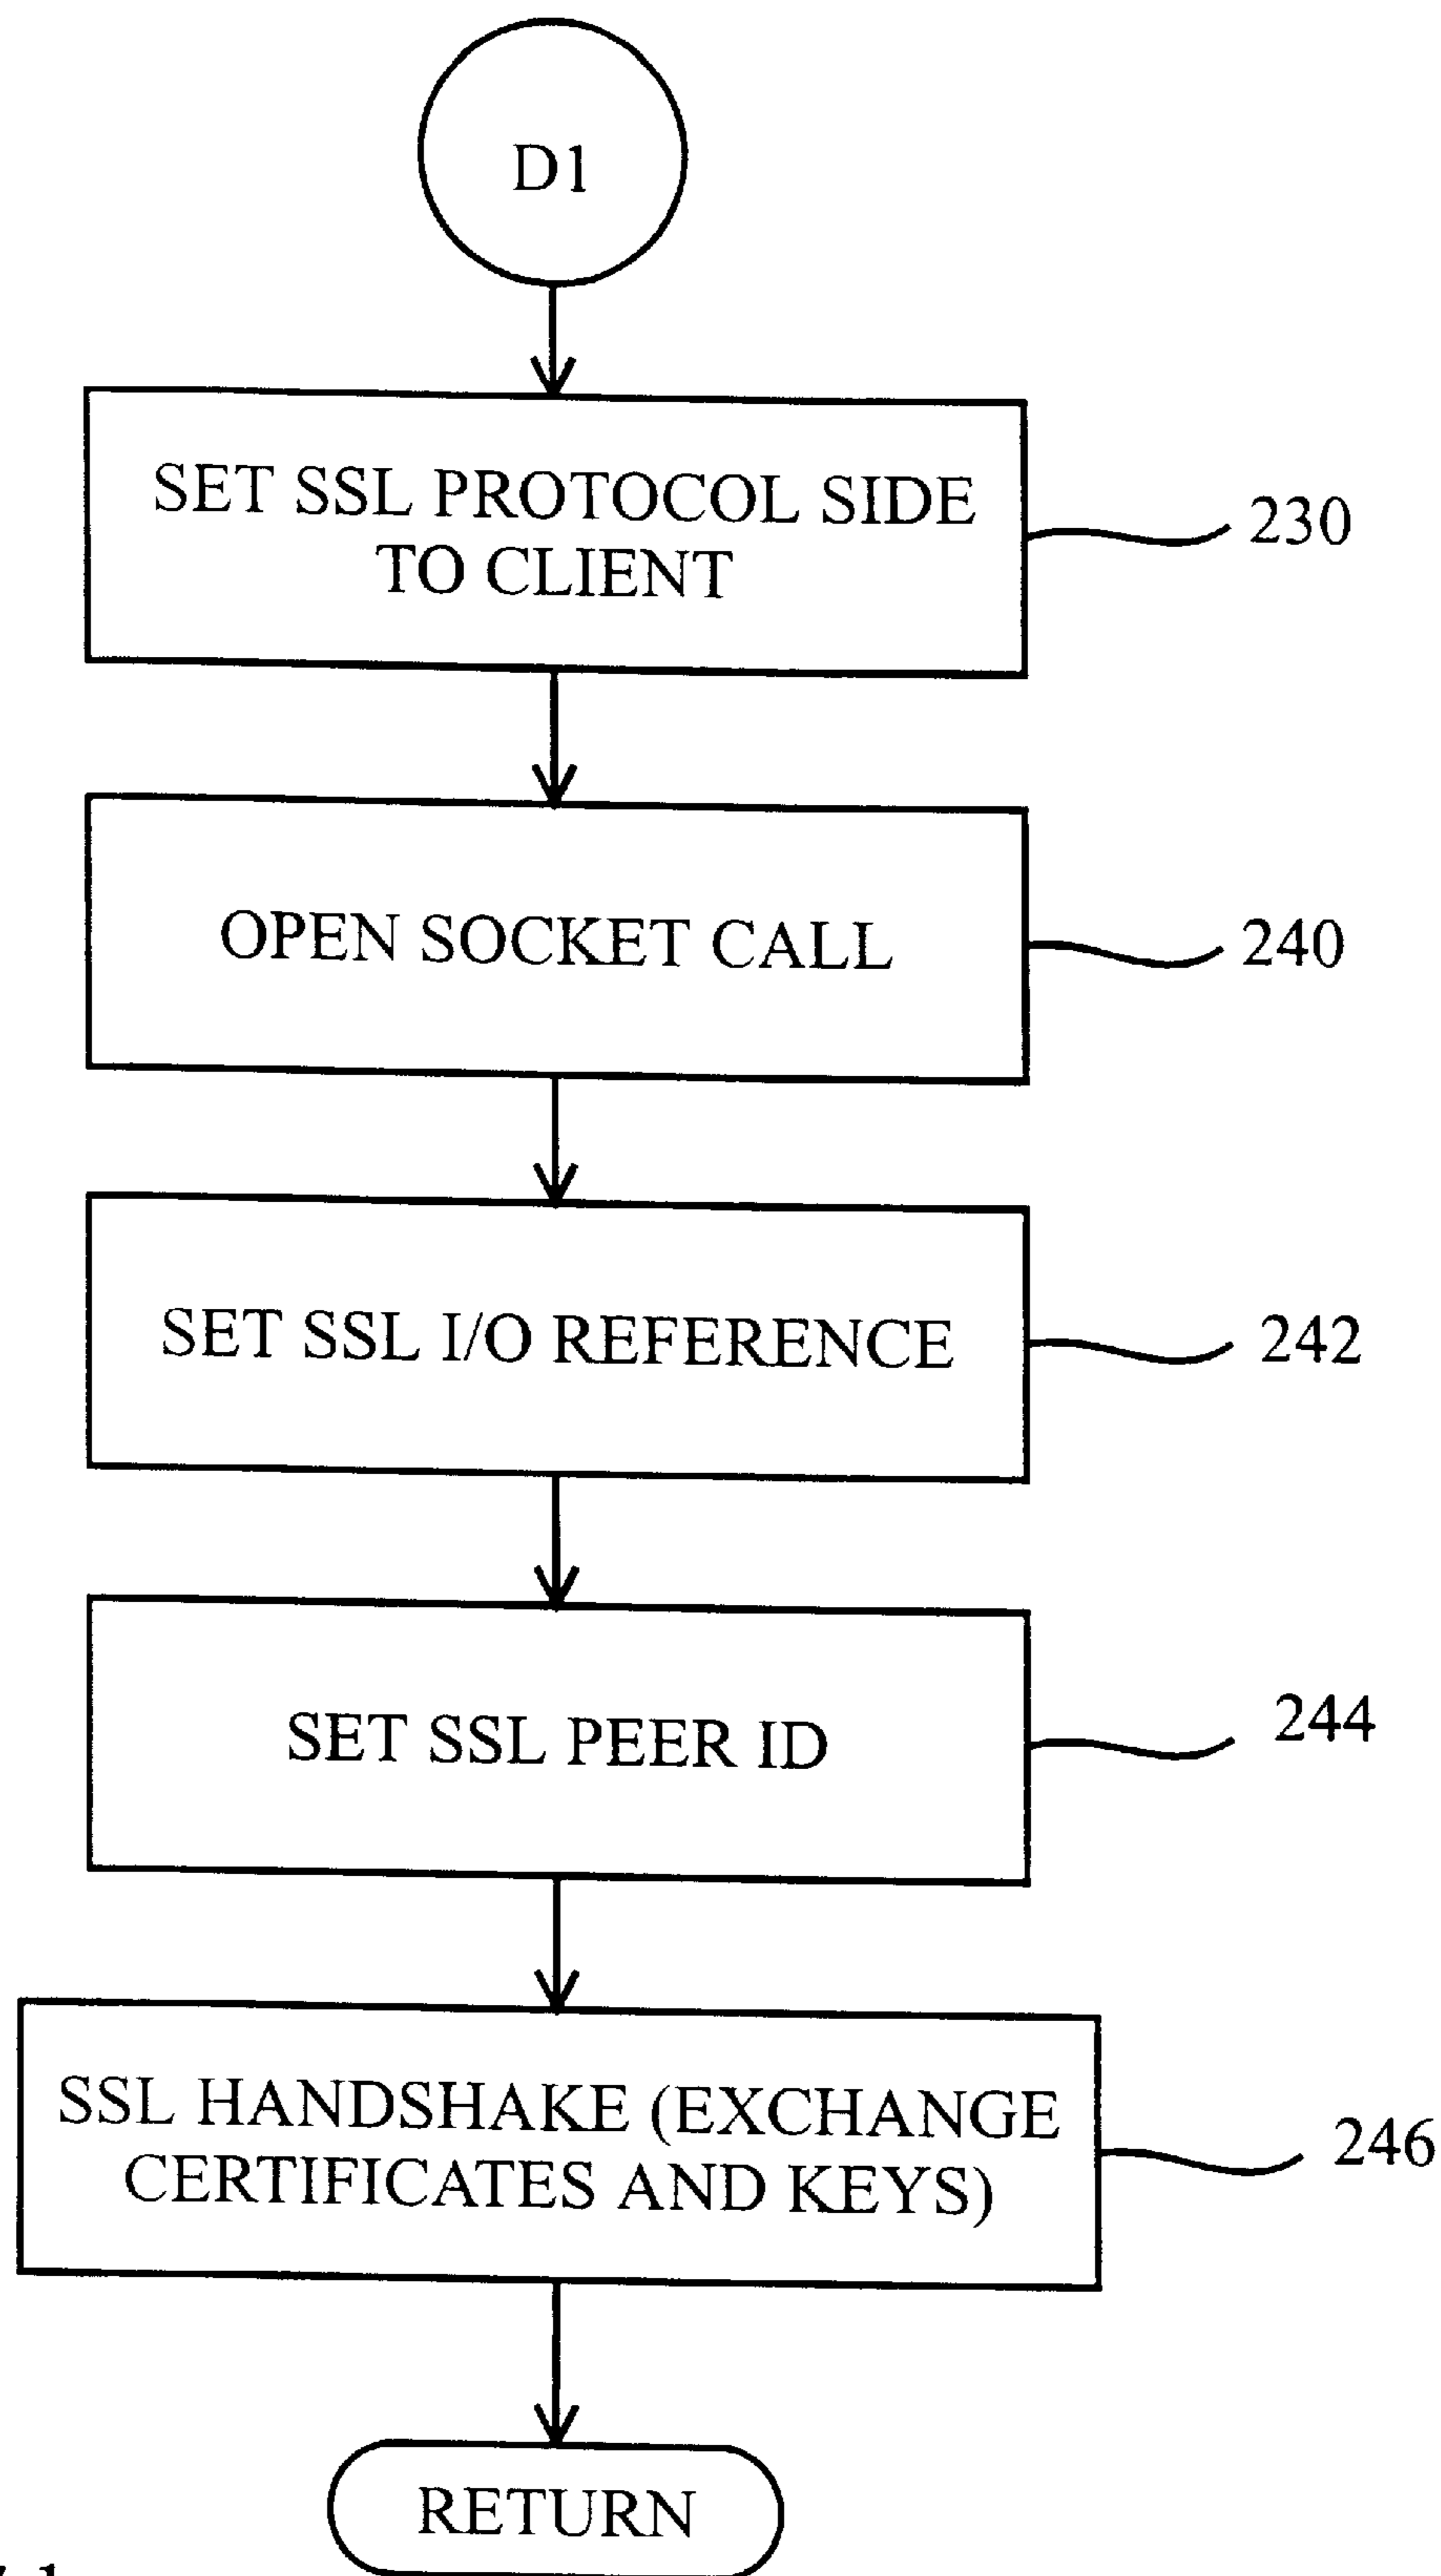 D1
SET SSL PROTOCOL SIDE
TO CLIENT
230
OPEN SOCKET CALL
240
SET SSL I/O REFERENCE
242
SET SSL PEER ID
244
SSL HANDSHAKE (EXCHANGE
CERTIFICATES AND KEYS)
246
RETURN